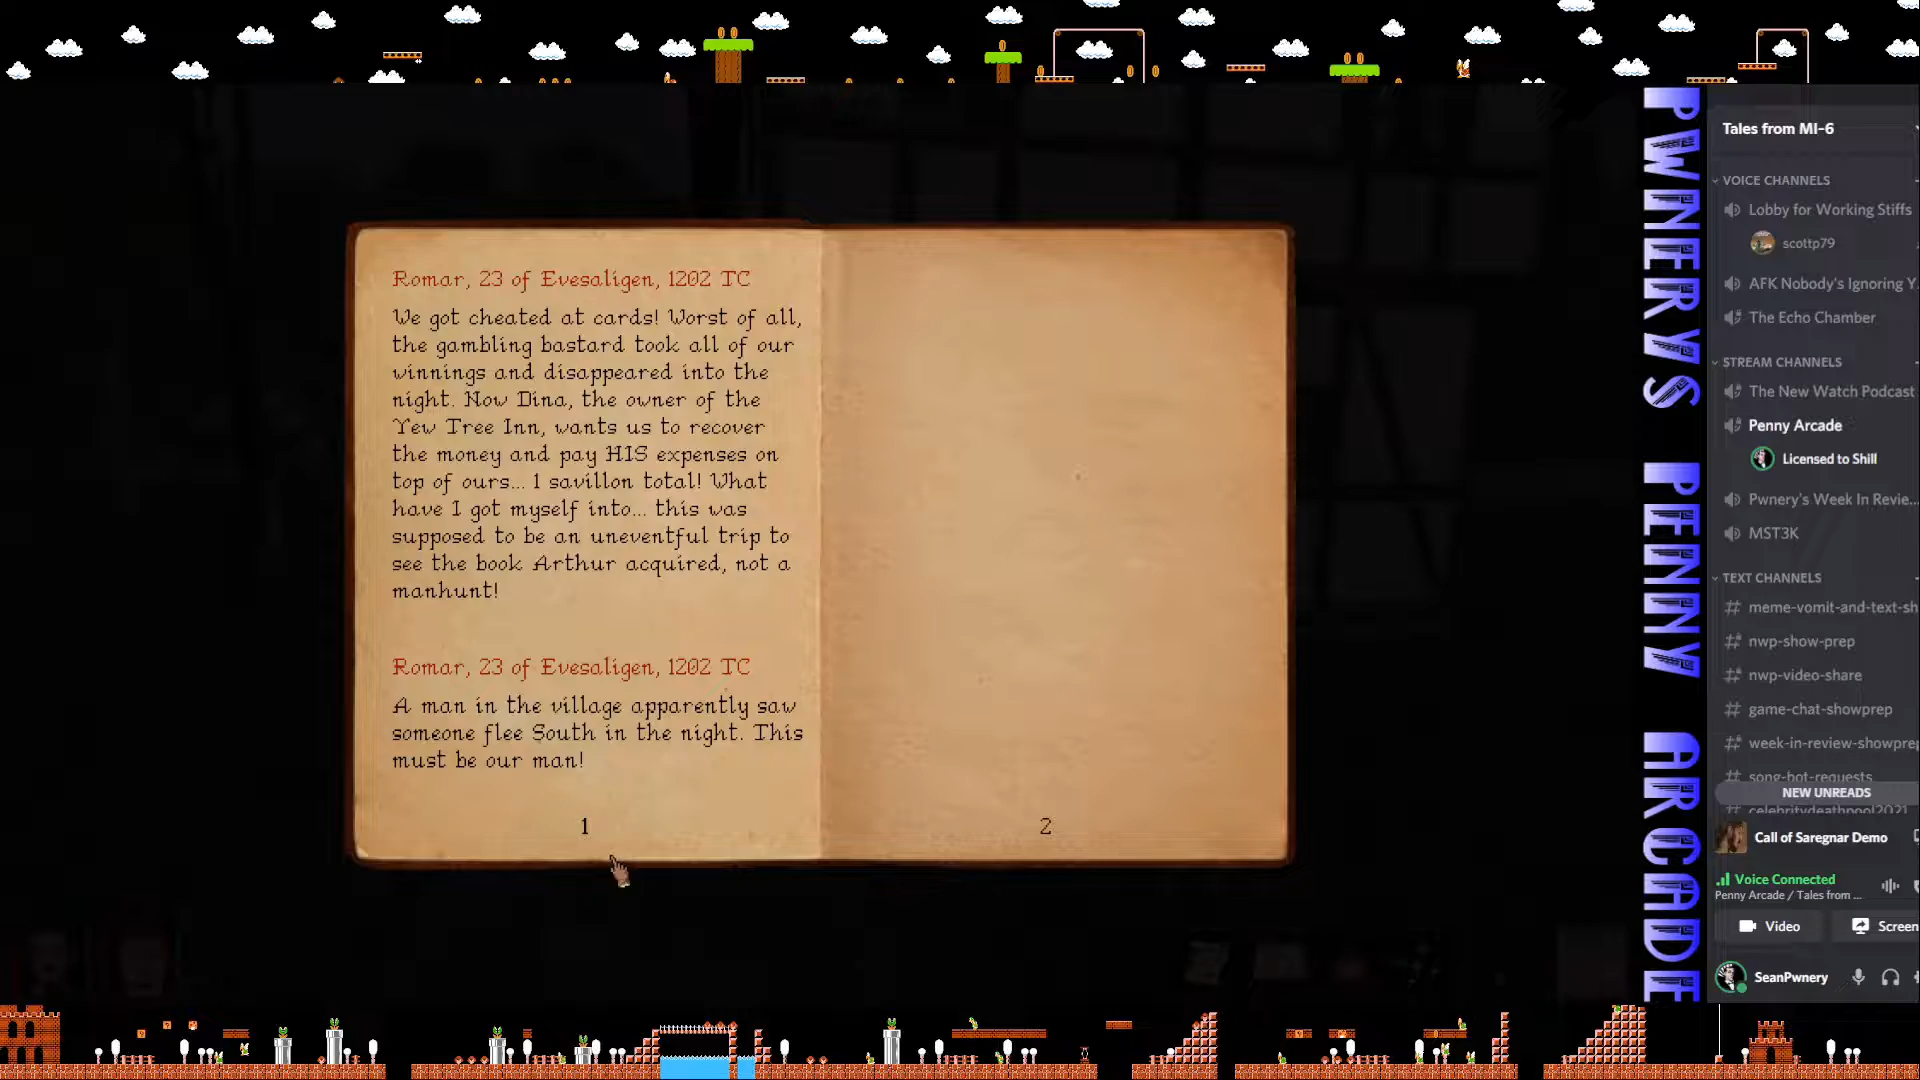 Romar, 23 of Evesaligen, 1202 TC
We got cheated at cards! Worst of all,
the gambling bastard took all of our
winnings and disappeared into the
night. Now Dina, the owner of the
Yew Tree Inn, wants us to recover
the money and pay HIS expenses on
top of ours... 1 savillon total! What
have I got myself into... this was
supposed to be an uneventful trip to
see the book Arthur acquired, not a
manhunt!
Romar, 23 of Evesaligen, 1202 TC
A man in the village apparently saw
someone flee South in the night. This
must be our man!
1
2
PWNERYS PENNY ARCADE
Tales from MI-6
VOICE CHANNELS
Lobby for Working Stiffs
scottp79
AFK Nobody's Ignoring Y
The Echo Chamber
STREAM CHANNELS
The New Watch Podcast
Penny Arcade
Licensed to Shill
Pwnery's Week In Revie...
MST3K
TEXT CHANNELS
# meme-vomit-and-text-sh
# nwp-show-prep
# nwp-video-share
# game-chat-showprep
# week-in-review-showprep
# song-bot-requests
NEW UNREADS
# celebritydeathpool2021
Call of Saregnar Demo
Voice Connected
Penny Arcade / Tales from ...
Video
Screen
SeanPwnery